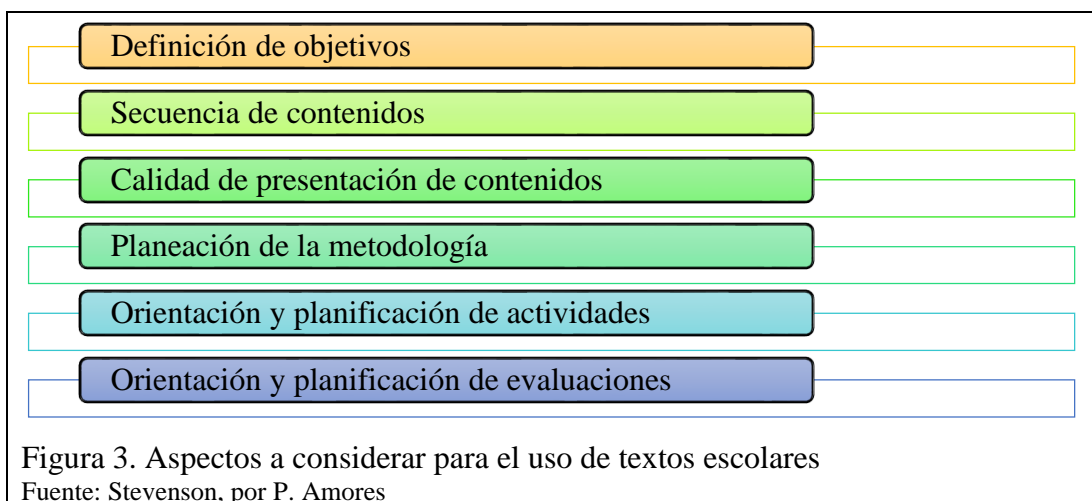 Definición de objetivos
Secuencia de contenidos
Calidad de presentación de contenidos
Planeación de la metodología
Orientación y planificación de actividades
Orientación y planificación de evaluaciones
Figura 3. Aspectos a considerar para el uso de textos escolares
Fuente: Stevenson, por P. Amores